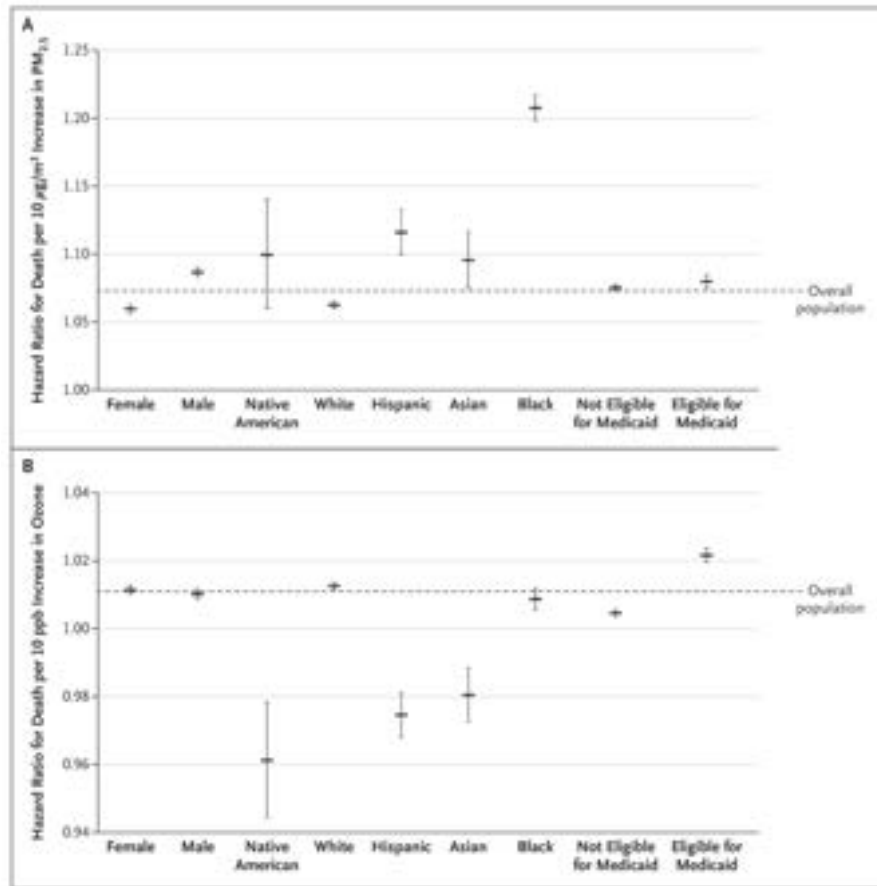 A
Hazard Ratio for Death per 10 μg/m³ Increase in PM₂.₅
1.25
1.20
1.15
1.10
1.05
1.00
Overall
population
Female
Male
Native
American
White
Hispanic
Asian
Black
Not Eligible
for Medicaid
Eligible for
Medicaid
B
Hazard Ratio for Death per 10 ppb Increase in Ozone
1.04
1.02
1.00
0.98
0.96
0.94
Overall
population
Female
Male
Native
American
White
Hispanic
Asian
Black
Not Eligible
for Medicaid
Eligible for
Medicaid